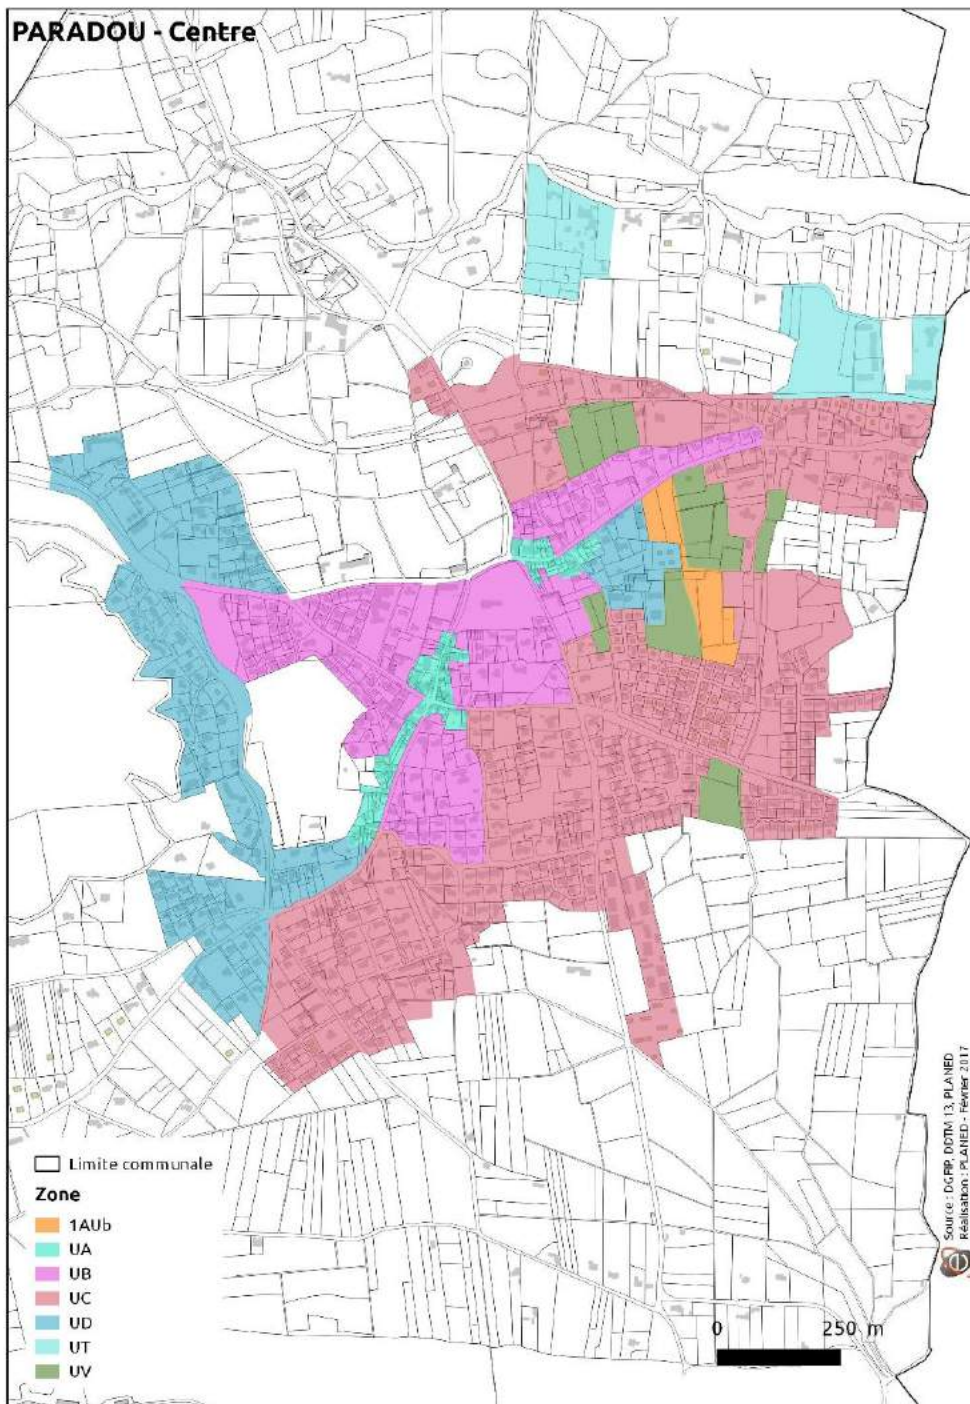 PARADOU - Centre
Limite communale
Zone
1AUb
UA
UB
UC
UD
UT
UV
0 250 m
Source : DGFIP, DDTM 13, PLANED
Réalisation : PLANED - Février 2017